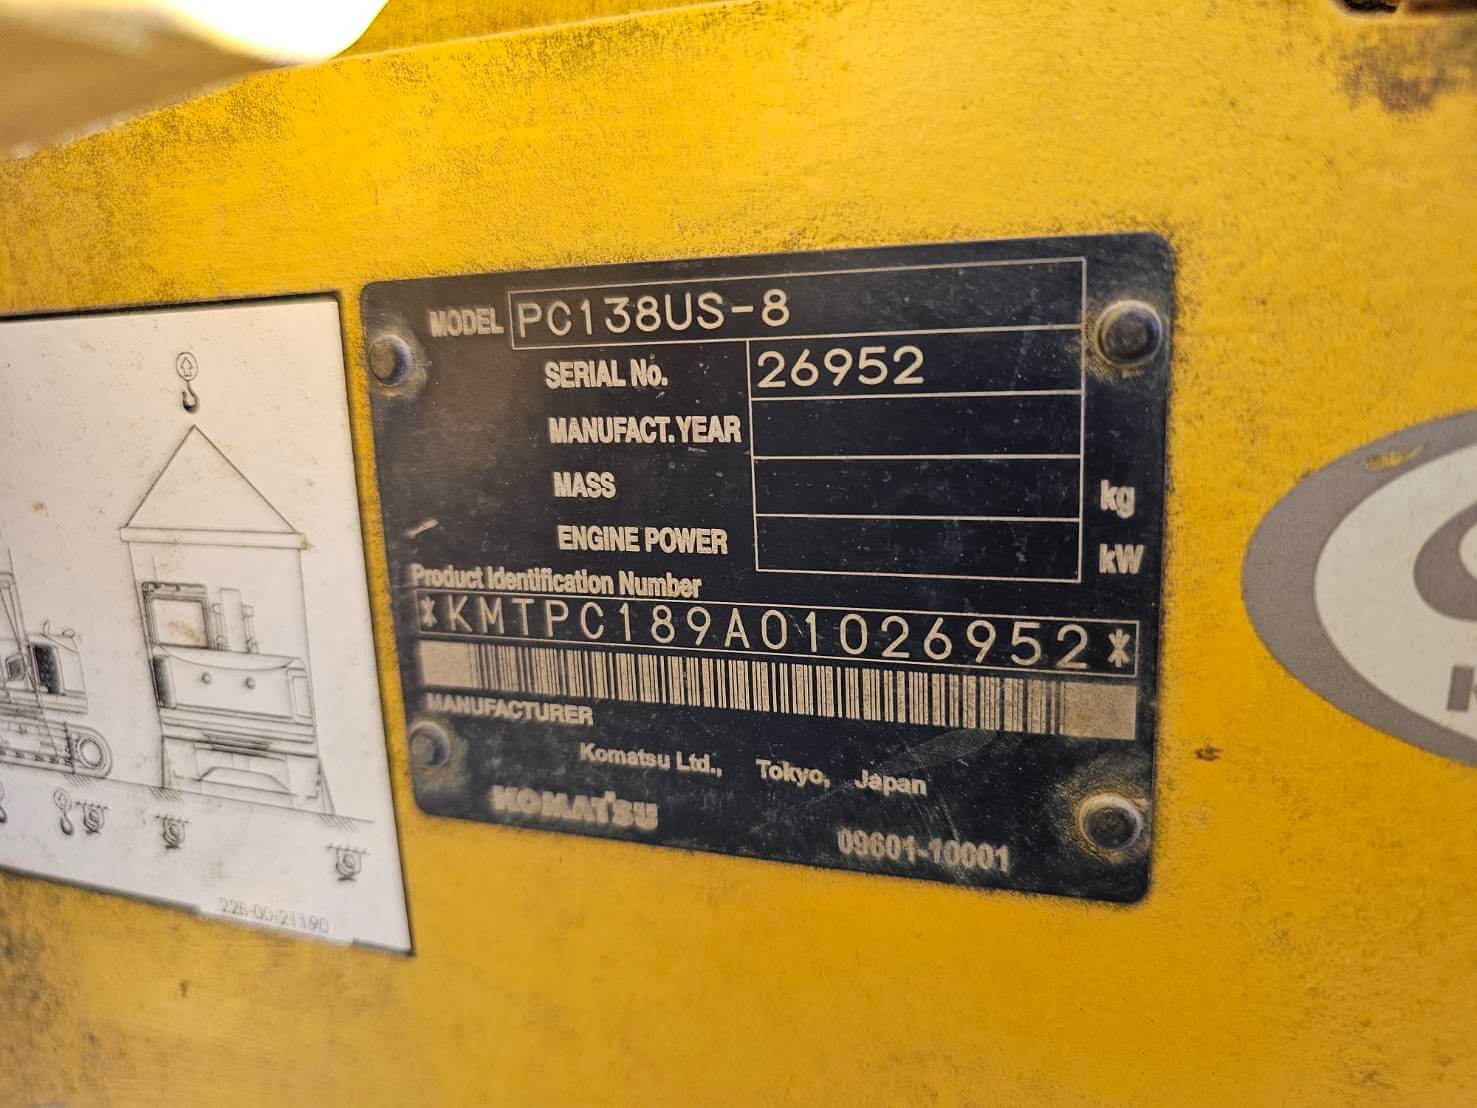 MODEL PC138US-8
SERIAL No. 26952
MANUFACT. YEAR
MASS kg
ENGINE POWER kW
Product Identification Number
*KMTPC189A01026952*
MANUFACTURER
Komatsu Ltd., Tokyo, Japan
KOMATSU
09601-10001
22B-00-21190